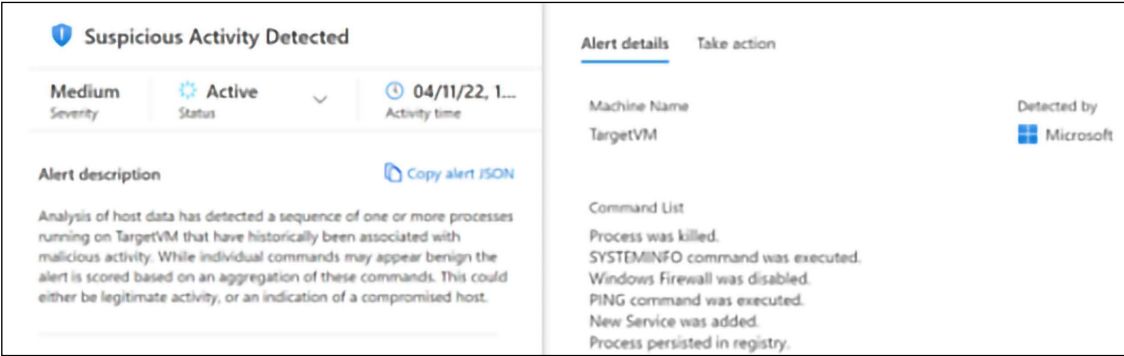 Suspicious Activity Detected
Medium
Severity
Active
Status
04/11/22, 1...
Activity time
Alert description
Copy alert JSON
Analysis of host data has detected a sequence of one or more processes
running on TargetVM that have historically been associated with
malicious activity. While individual commands may appear benign the
alert is scored based on an aggregation of these commands. This could
either be legitimate activity, or an indication of a compromised host.
Alert details
Take action
Machine Name
TargetVM
Detected by
Microsoft
Command List
Process was killed.
SYSTEMINFO command was executed.
Windows Firewall was disabled.
PING command was executed.
New Service was added.
Process persisted in registry.